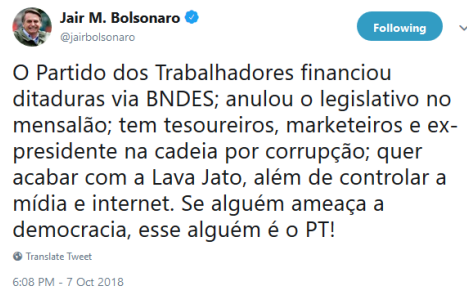 Jair M. Bolsonaro
@jairbolsonaro
Following
O Partido dos Trabalhadores financiou
ditaduras via BNDES; anulou o legislativo no
mensalão; tem tesoureiros, marketeiros e ex-
presidente na cadeia por corrupção; quer
acabar com a Lava Jato, além de controlar a
mídia e internet. Se alguém ameaça a
democracia, esse alguém é o PT!
Translate Tweet
6:08 PM - 7 Oct 2018